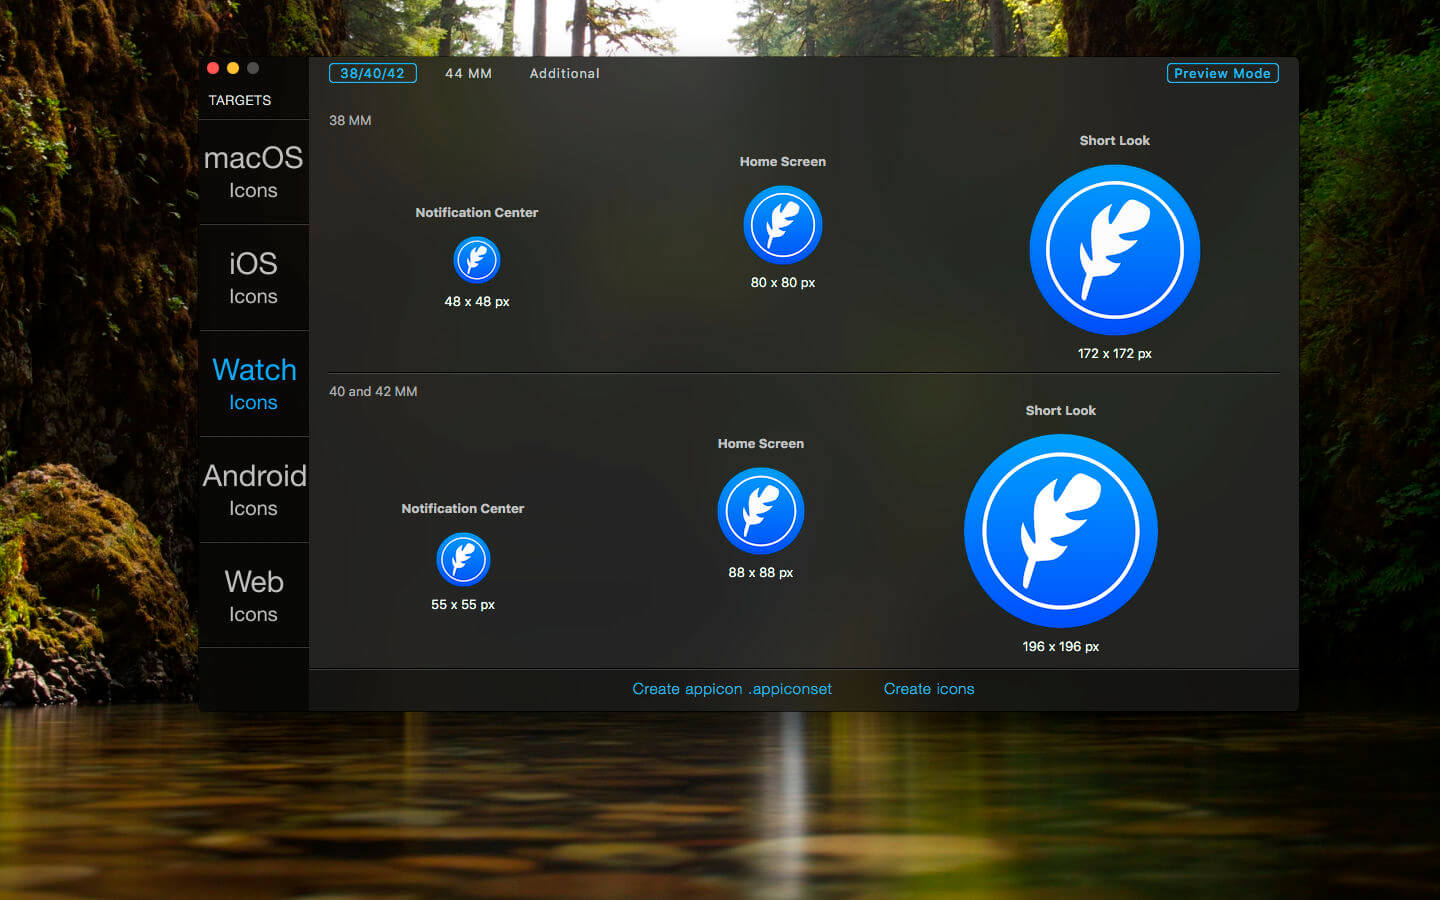 38/40/42
44 MM
Additional
Preview Mode
TARGETS
macOS
Icons
iOS
Icons
Watch
Icons
Android
Icons
Web
Icons
38 MM
Notification Center
48 x 48 px
Home Screen
80 x 80 px
Short Look
172 x 172 px
40 and 42 MM
Notification Center
55 x 55 px
Home Screen
88 x 88 px
Short Look
196 x 196 px
Create appicon .appiconset
Create icons